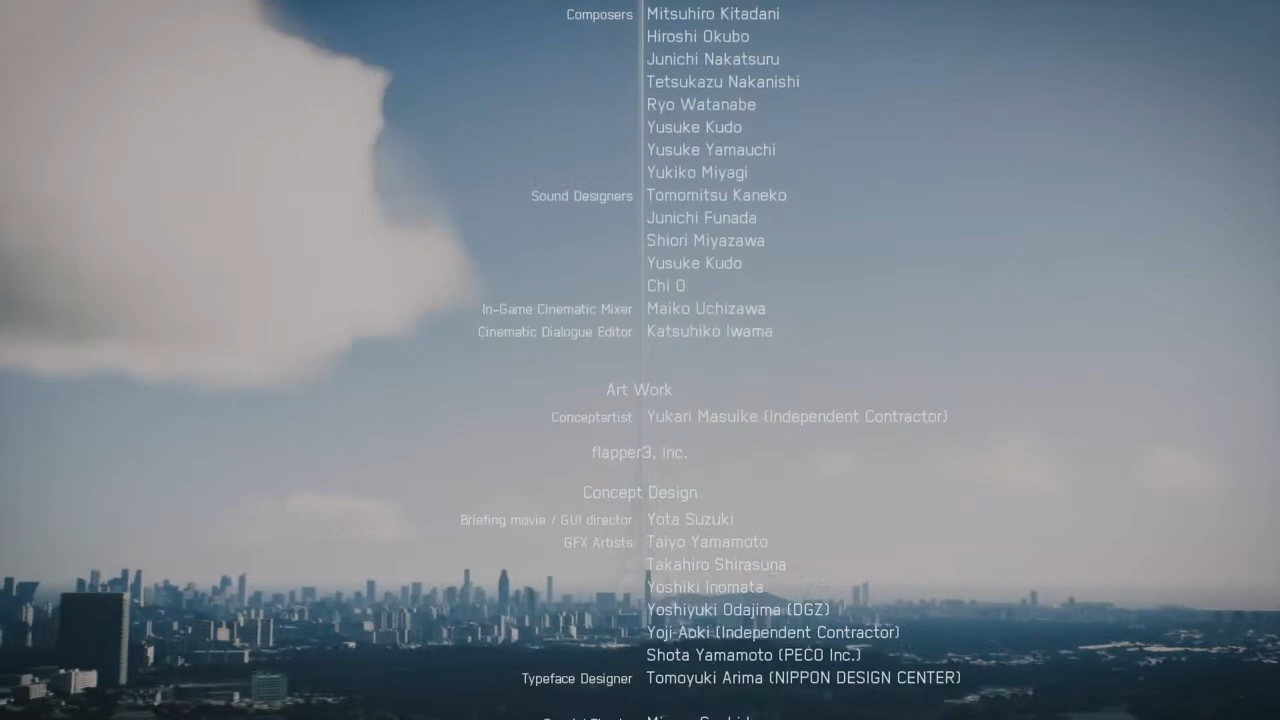 Composers Mitsuhiro Kitadani
Hiroshi Okubo
Junichi Nakatsuru
Tetsukazu Nakanishi
Ryo Watanabe
Yusuke Kudo
Yusuke Yamauchi
Yukiko Miyagi
Sound Designers Tomomitsu Kaneko
Junichi Funada
Shiori Miyazawa
Yusuke Kudo
Chi O
In-Game Cinematic Mixer Maiko Uchizawa
Cinematic Dialogue Editor Katsuhiko Iwama
Art Work
Conceptartist Yukari Masuike (Independent Contractor)
flapper3, Inc.
Concept Design
Briefing movie / GUI director Yota Suzuki
GFX Artists Taiyo Yamamoto
Takahiro Shirasuna
Yoshiki Inomata
Yoshiyuki Odajima (DGZ)
Yoji Aoki (Independent Contractor)
Shota Yamamoto (PECO Inc.)
Typeface Designer Tomoyuki Arima (NIPPON DESIGN CENTER)